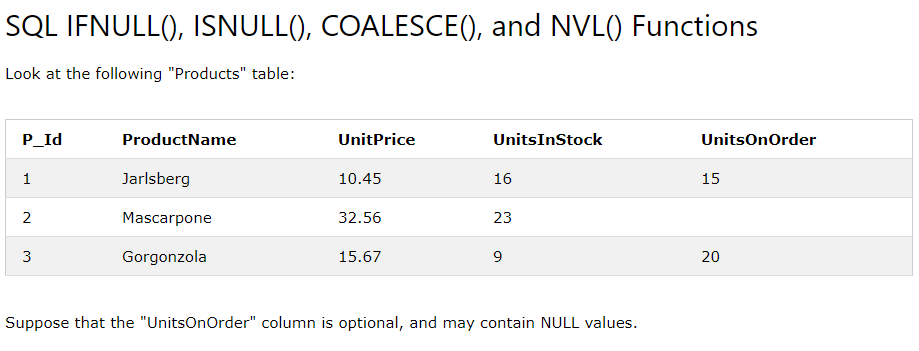 SQL IFNULL(), ISNULL(), COALESCE(), and NVL() Functions
Look at the following "Products" table:
P_Id ProductName UnitPrice UnitsInStock UnitsOnOrder
1 Jarlsberg 10.45 16 15
2 Mascarpone 32.56 23
3 Gorgonzola 15.67 9 20
Suppose that the "UnitsOnOrder" column is optional, and may contain NULL values.